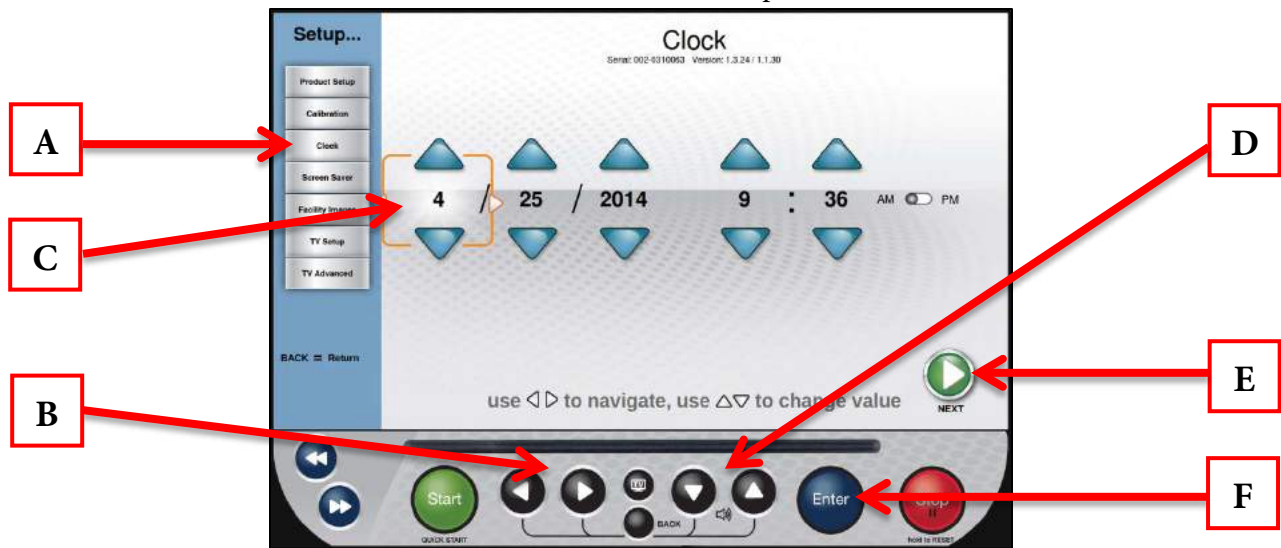 Setup...
Clock
Serial: 002-0310063 Version: 1.3.24 / 1.1.30
Product Setup
Calibration
A
Clock
D
Screen Saver
4 / 25 / 2014 9 : 36 AM PM
Facility Images
C
TV Setup
TV Advanced
BACK = Return
E
B
use ◁ ▷ to navigate, use △▽ to change value
NEXT
Start
TV
Enter
Stop
F
BACK
QUICK START
hold to RESET